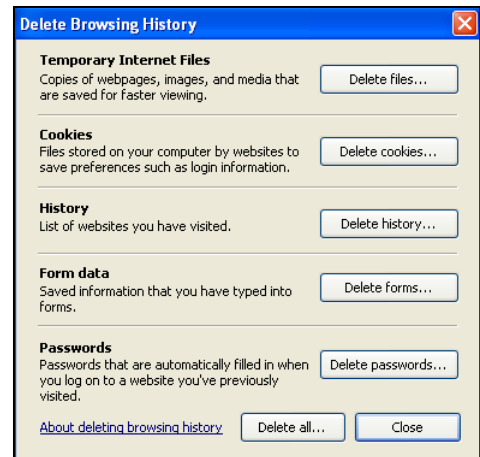 Delete Browsing History
Temporary Internet Files
Copies of webpages, images, and media that
are saved for faster viewing.
Delete files...
Cookies
Files stored on your computer by websites to
save preferences such as login information.
Delete cookies...
History
List of websites you have visited.
Delete history...
Form data
Saved information that you have typed into
forms.
Delete forms...
Passwords
Passwords that are automatically filled in when
you log on to a website you've previously
visited.
Delete passwords...
About deleting browsing history
Delete all...
Close